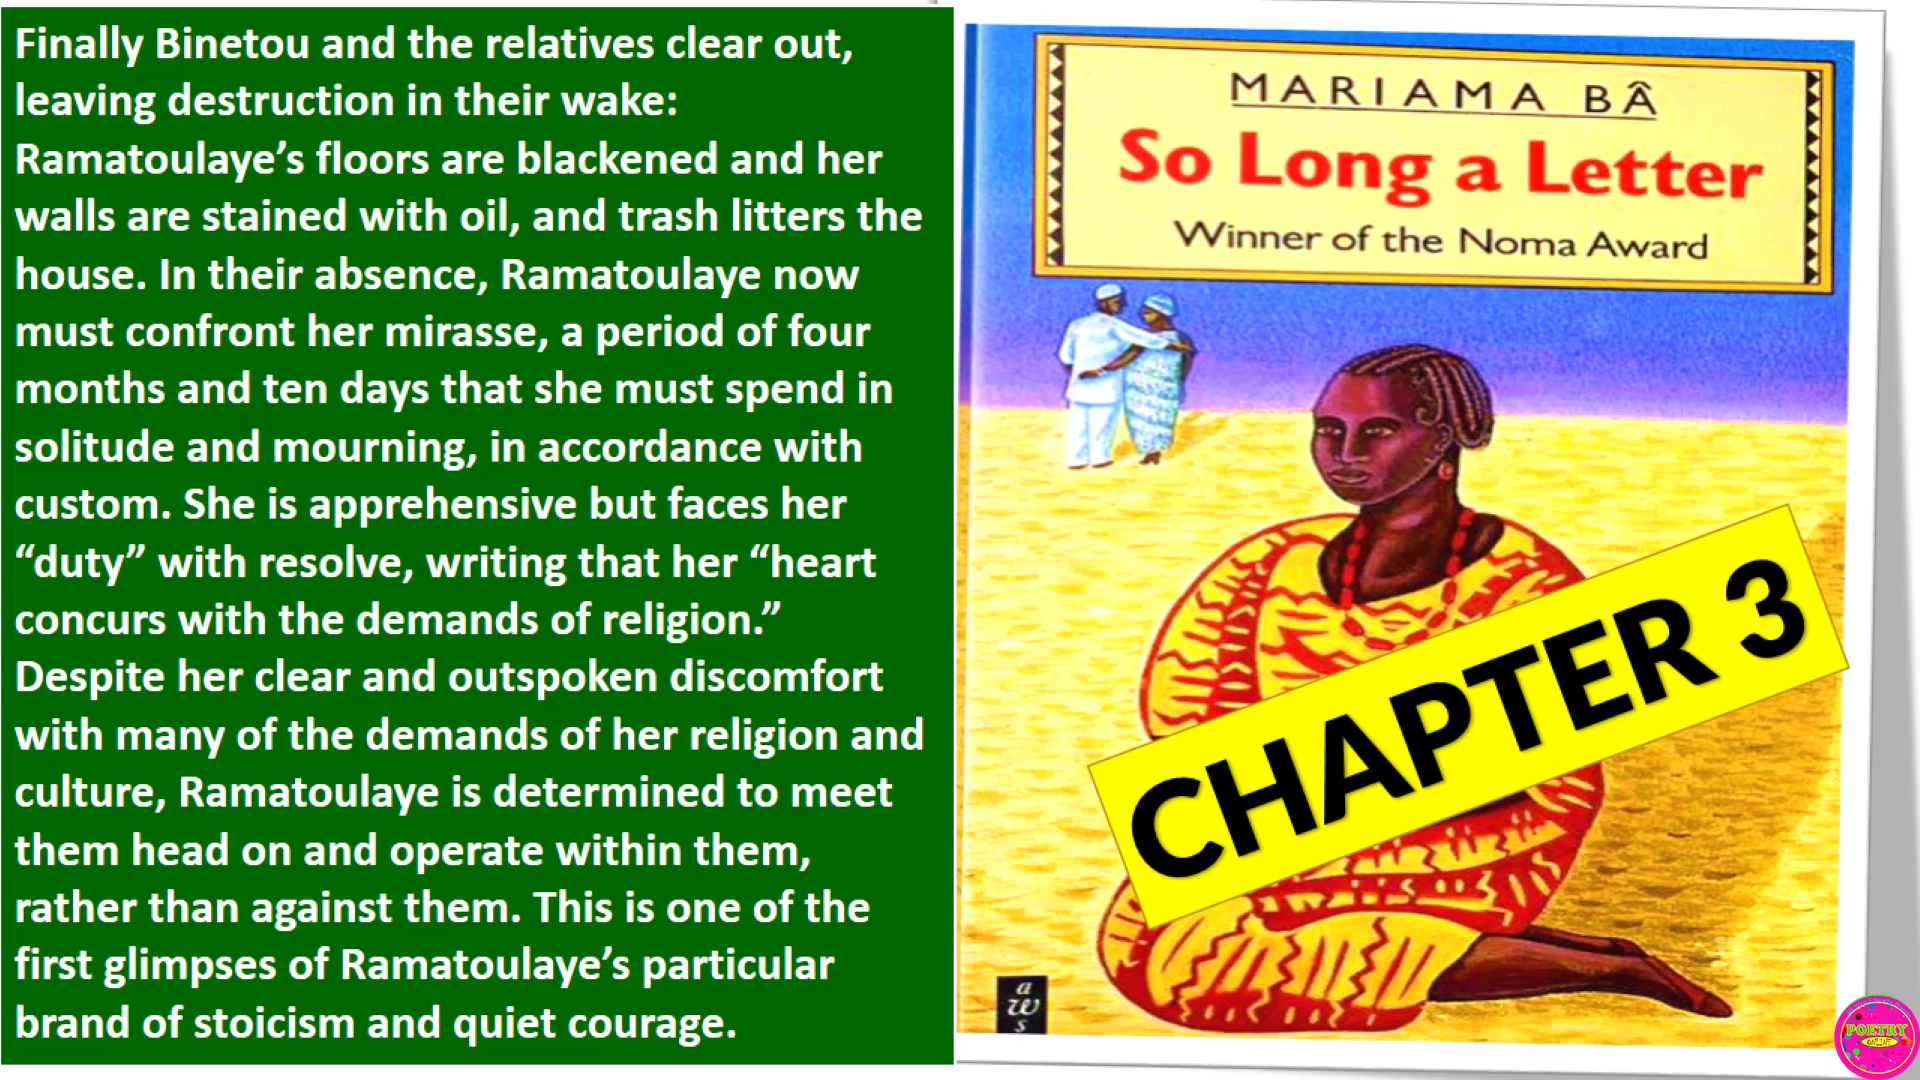 Finally Binetou and the relatives clear out,
leaving destruction in their wake:
Ramatoulaye’s floors are blackened and her
walls are stained with oil, and trash litters the
house. In their absence, Ramatoulaye now
must confront her mirasse, a period of four
months and ten days that she must spend in
solitude and mourning, in accordance with
custom. She is apprehensive but faces her
“duty” with resolve, writing that her “heart
concurs with the demands of religion.”
Despite her clear and outspoken discomfort
with many of the demands of her religion and
culture, Ramatoulaye is determined to meet
them head on and operate within them,
rather than against them. This is one of the
first glimpses of Ramatoulaye’s particular
brand of stoicism and quiet courage.
MARIAMA BÂ
So Long a Letter
Winner of the Noma Award
CHAPTER 3
a
w
s
POETRY
ONLINE